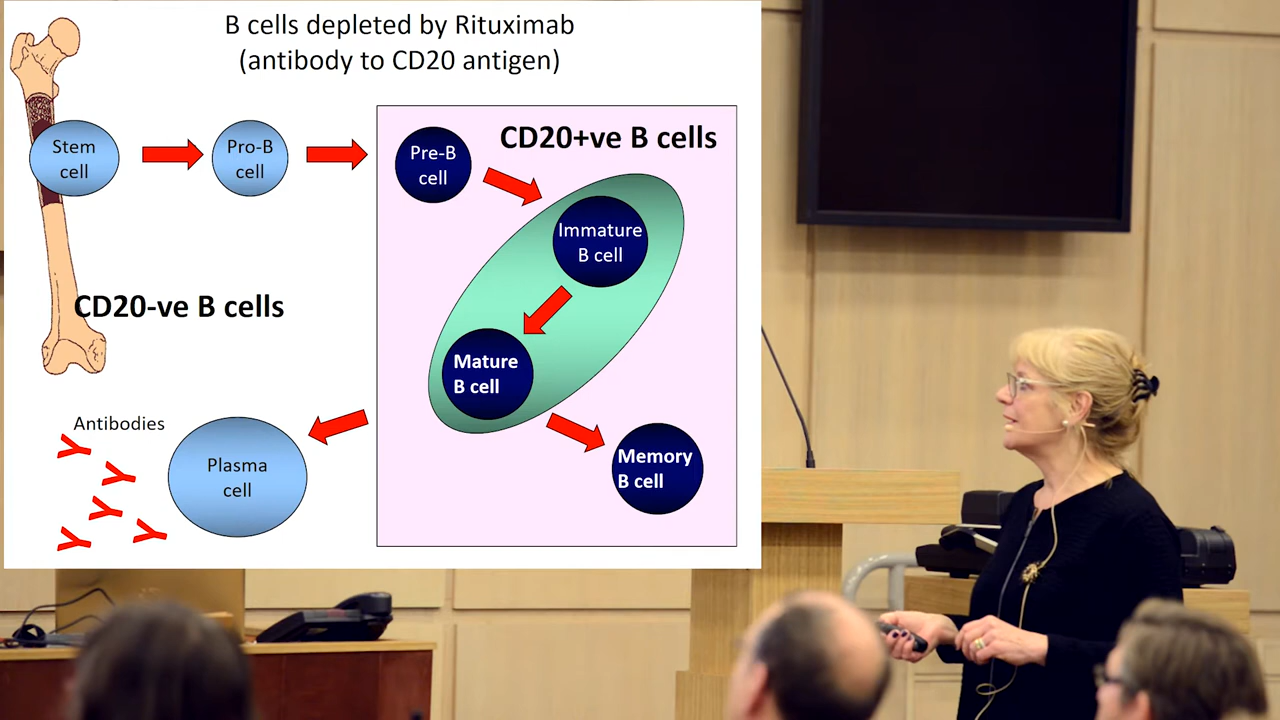 B cells depleted by Rituximab
(antibody to CD20 antigen)
Stem
cell
Pro-B
cell
Pre-B
cell
CD20+ve B cells
Immature
B cell
CD20-ve B cells
Mature
B cell
Antibodies
Plasma
cell
Memory
B cell